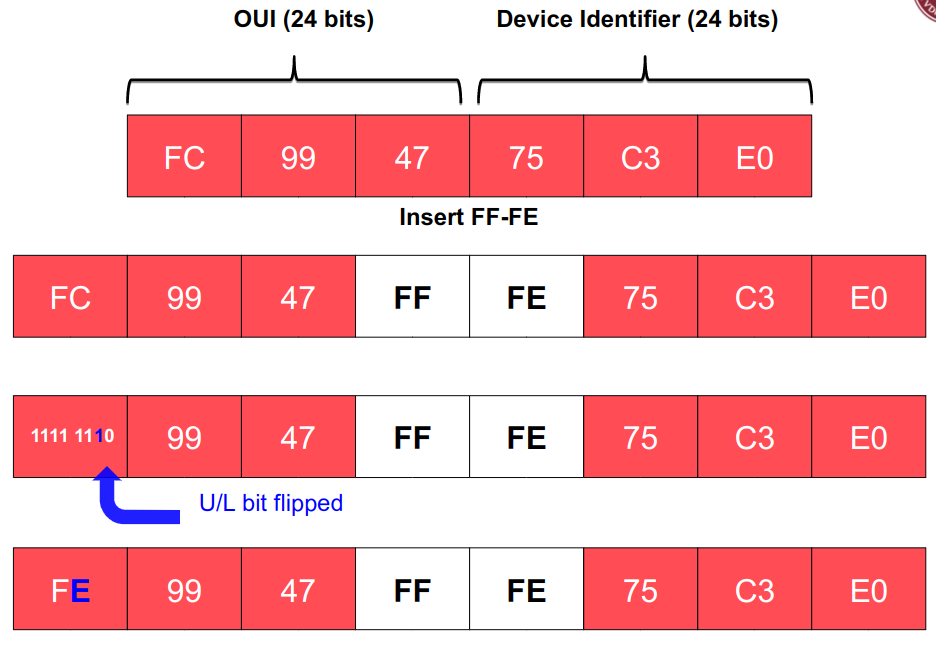 OUI (24 bits) Device Identifier (24 bits)
FC 99 47 75 C3 E0
Insert FF-FE
FC 99 47 FF FE 75 C3 E0
1111 1110 99 47 FF FE 75 C3 E0
U/L bit flipped
FE 99 47 FF FE 75 C3 E0